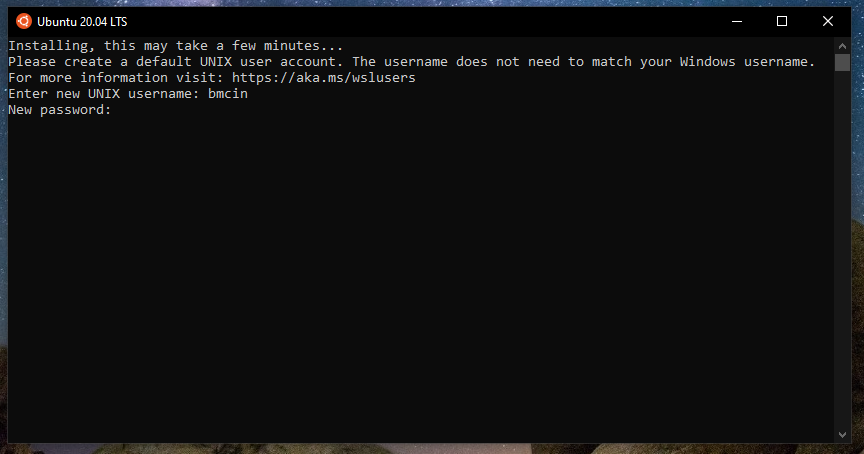 Ubuntu 20.04 LTS
Installing, this may take a few minutes...
Please create a default UNIX user account. The username does not need to match your Windows username.
For more information visit: https://aka.ms/wslusers
Enter new UNIX username: bmcin
New password: